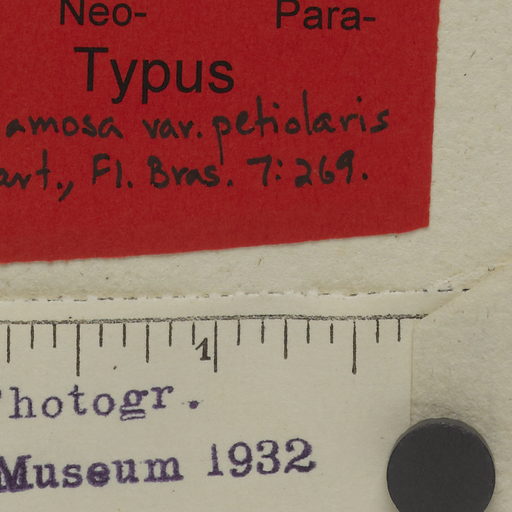 Neo- Para-
Typus
amosa var. petiolaris
art., Fl. Bras. 7:269.
1
Photogr.
Museum 1932